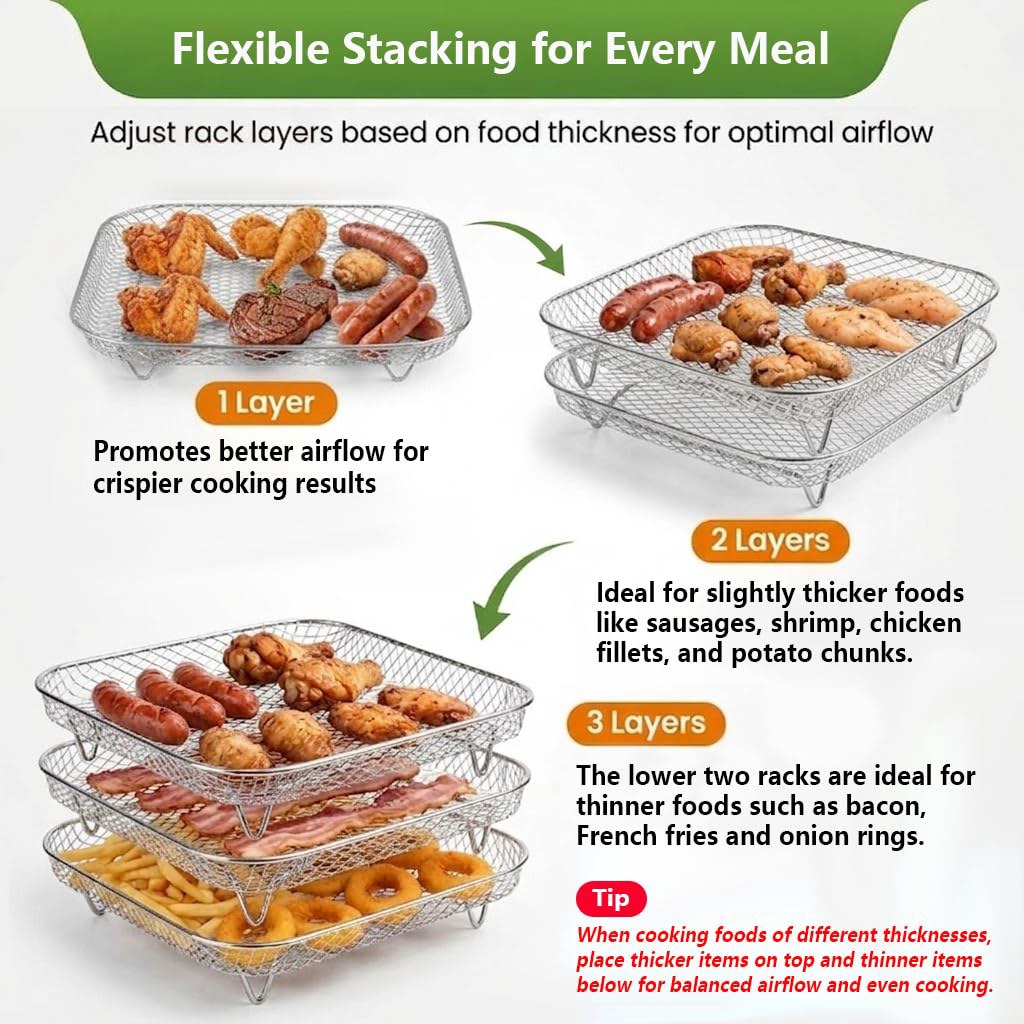 Flexible Stacking for Every Meal
Adjust rack layers based on food thickness for optimal airflow
1 Layer
Promotes better airflow for
crispier cooking results
2 Layers
Ideal for slightly thicker foods
like sausages, shrimp, chicken
fillets, and potato chunks.
3 Layers
The lower two racks are ideal for
thinner foods such as bacon,
French fries and onion rings.
Tip
When cooking foods of different thicknesses,
place thicker items on top and thinner items
below for balanced airflow and even cooking.